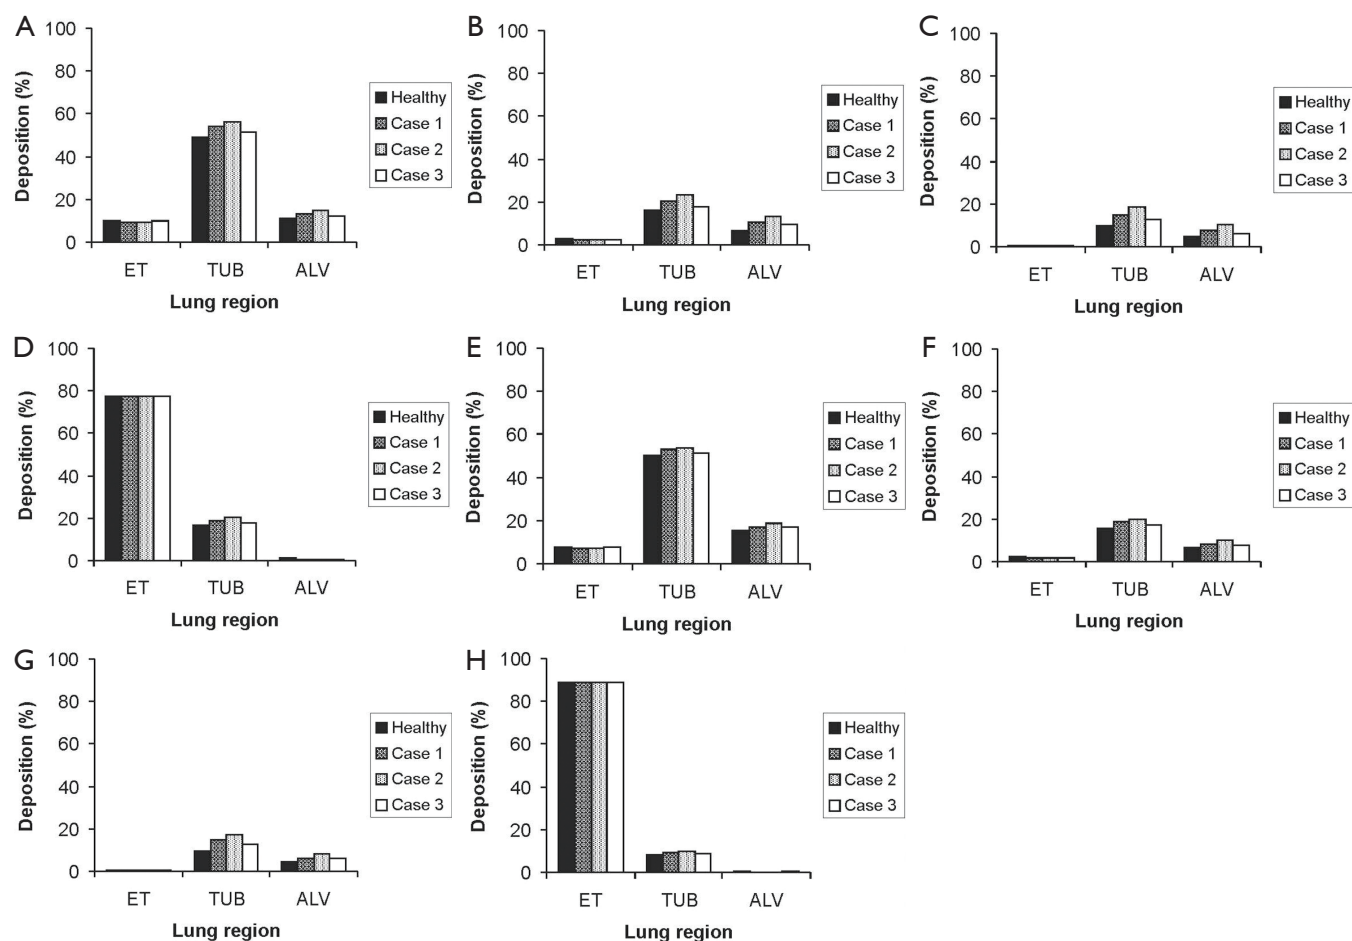 A
100
80
60
40
20
0
Deposition (%)
ET TUB ALV
Lung region
Healthy
Case 1
Case 2
Case 3
B
100
80
60
40
20
0
Deposition (%)
ET TUB ALV
Lung region
Healthy
Case 1
Case 2
Case 3
C
100
80
60
40
20
0
Deposition (%)
ET TUB ALV
Lung region
Healthy
Case 1
Case 2
Case 3
D
100
80
60
40
20
0
Deposition (%)
ET TUB ALV
Lung region
Healthy
Case 1
Case 2
Case 3
E
100
80
60
40
20
0
Deposition (%)
ET TUB ALV
Lung region
Healthy
Case 1
Case 2
Case 3
F
100
80
60
40
20
0
Deposition (%)
ET TUB ALV
Lung region
Healthy
Case 1
Case 2
Case 3
G
100
80
60
40
20
0
Deposition (%)
ET TUB ALV
Lung region
Healthy
Case 1
Case 2
Case 3
H
100
80
60
40
20
0
Deposition (%)
ET TUB ALV
Lung region
Healthy
Case 1
Case 2
Case 3